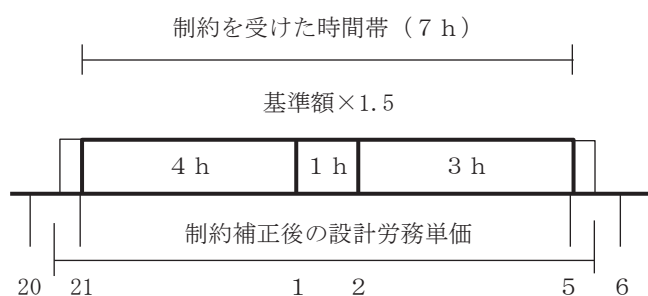 制約を受けた時間帯（７ｈ）
基準額×1.5
４ｈ １ｈ ３ｈ
制約補正後の設計労務単価
20 21 1 2 5 6